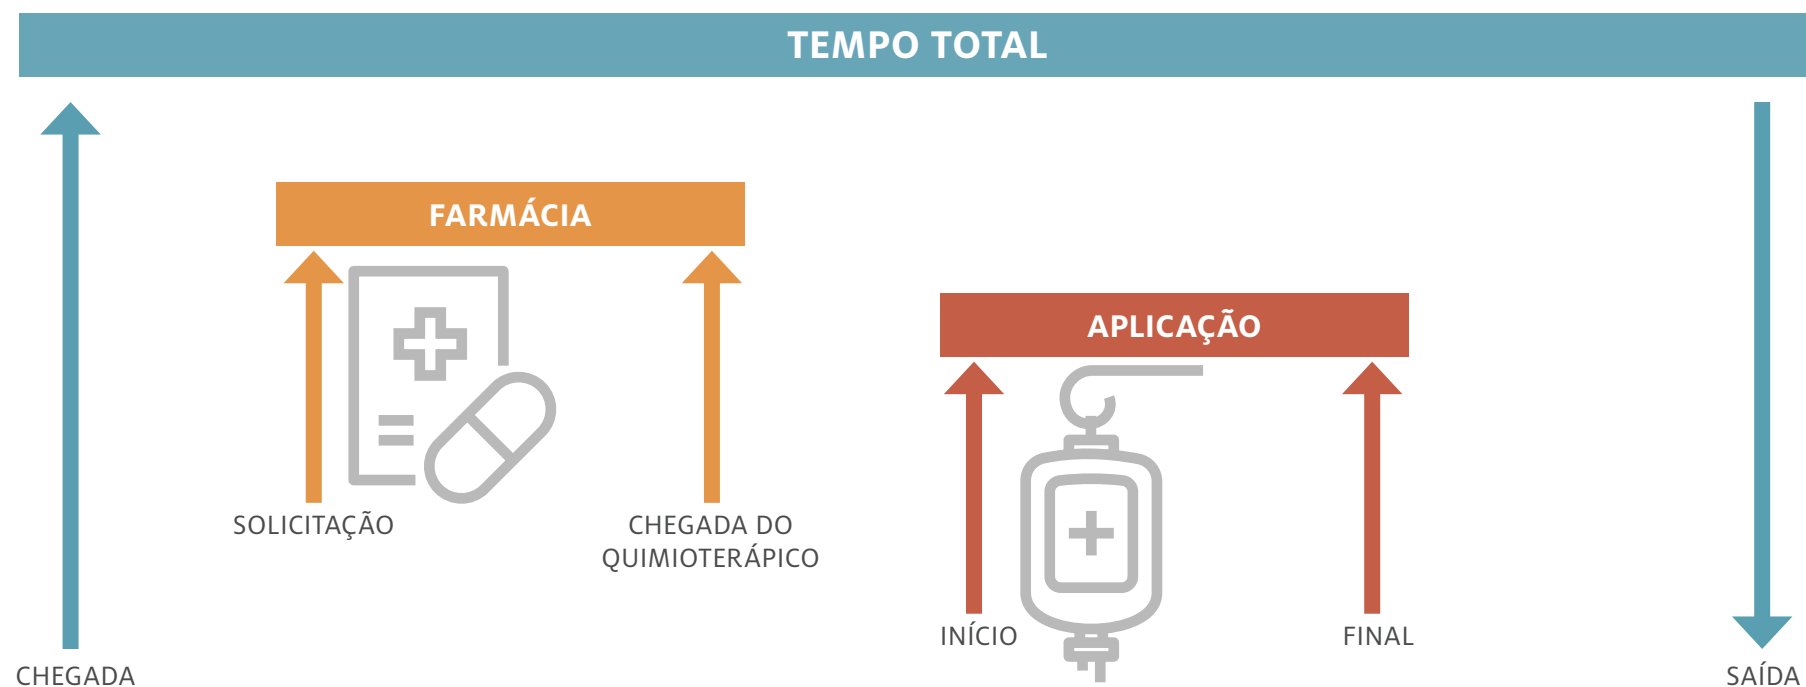 TEMPO TOTAL
FARMÁCIA
APLICAÇÃO
SOLICITAÇÃO
CHEGADA DO
QUIMIOTERÁPICO
INÍCIO
FINAL
CHEGADA
SAÍDA